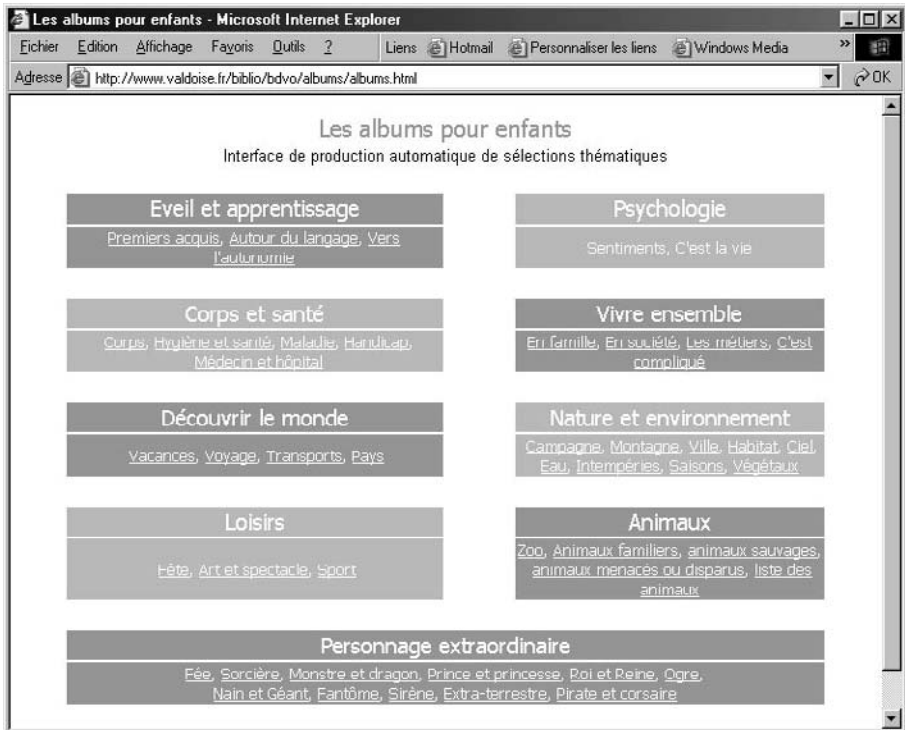 Les albums pour enfants - Microsoft Internet Explorer
Fichier Edition Affichage Favoris Outils ? Liens Hotmail Personnaliser les liens Windows Media »
Adresse http://www.valdoise.fr/biblio/bdvo/albums/albums.html OK
Les albums pour enfants
Interface de production automatique de sélections thématiques
Eveil et apprentissage
Premiers acquis, Autour du langage, Vers
l'autonomie
Psychologie
Sentiments, C'est la vie
Corps et santé
Corps, Hygiène et santé, Maladie, Handicap,
Médecin et hôpital
Vivre ensemble
En famille, En société, Les métiers, C'est
compliqué
Découvrir le monde
Vacances, Voyage, Transports, Pays
Nature et environnement
Campagne, Montagne, Ville, Habitat, Ciel,
Eau, Intempéries, Saisons, Végétaux
Loisirs
Fête, Art et spectacle, Sport
Animaux
Zoo, Animaux familiers, animaux sauvages,
animaux menacés ou disparus, liste des
animaux
Personnage extraordinaire
Fée, Sorcière, Monstre et dragon, Prince et princesse, Roi et Reine, Ogre,
Nain et Géant, Fantôme, Sirène, Extra-terrestre, Pirate et corsaire